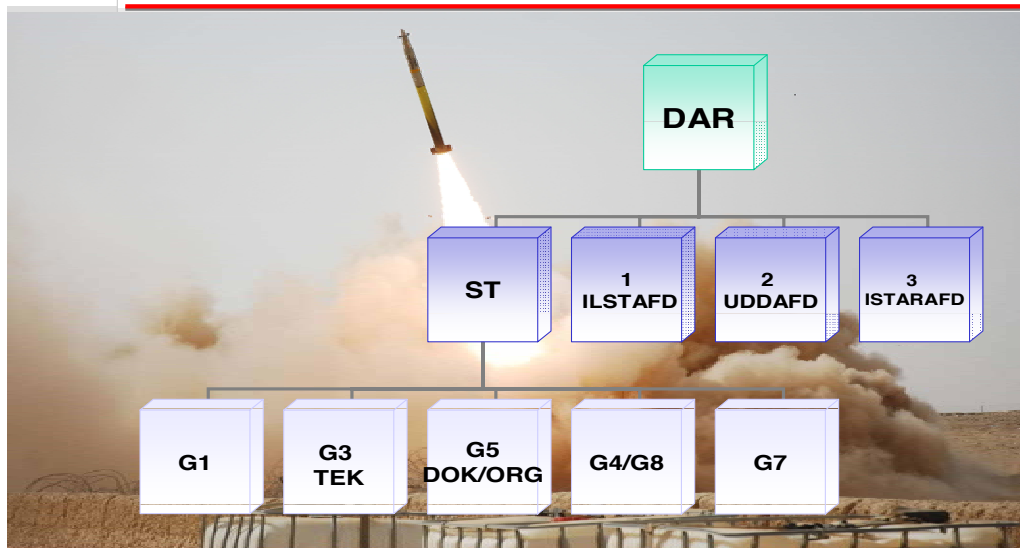 DAR
ST
1
ILSTAFD
2
UDDAFD
3
ISTARAFD
G1
G3
TEK
G5
DOK/ORG
G4/G8
G7